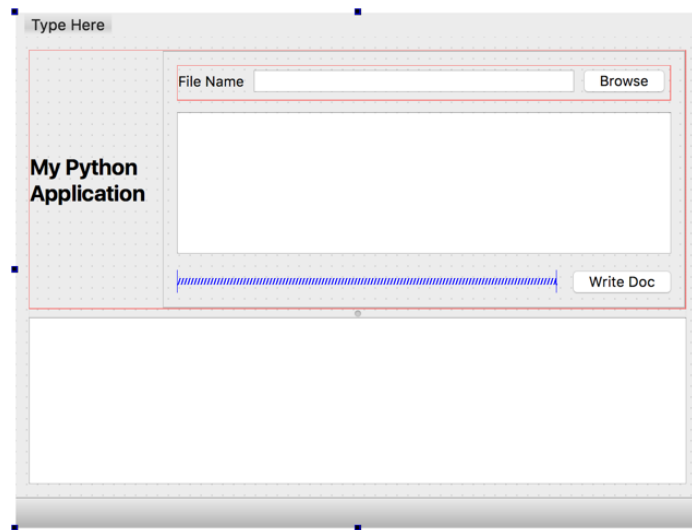 Type Here
File Name
Browse
My Python
Application
Write Doc